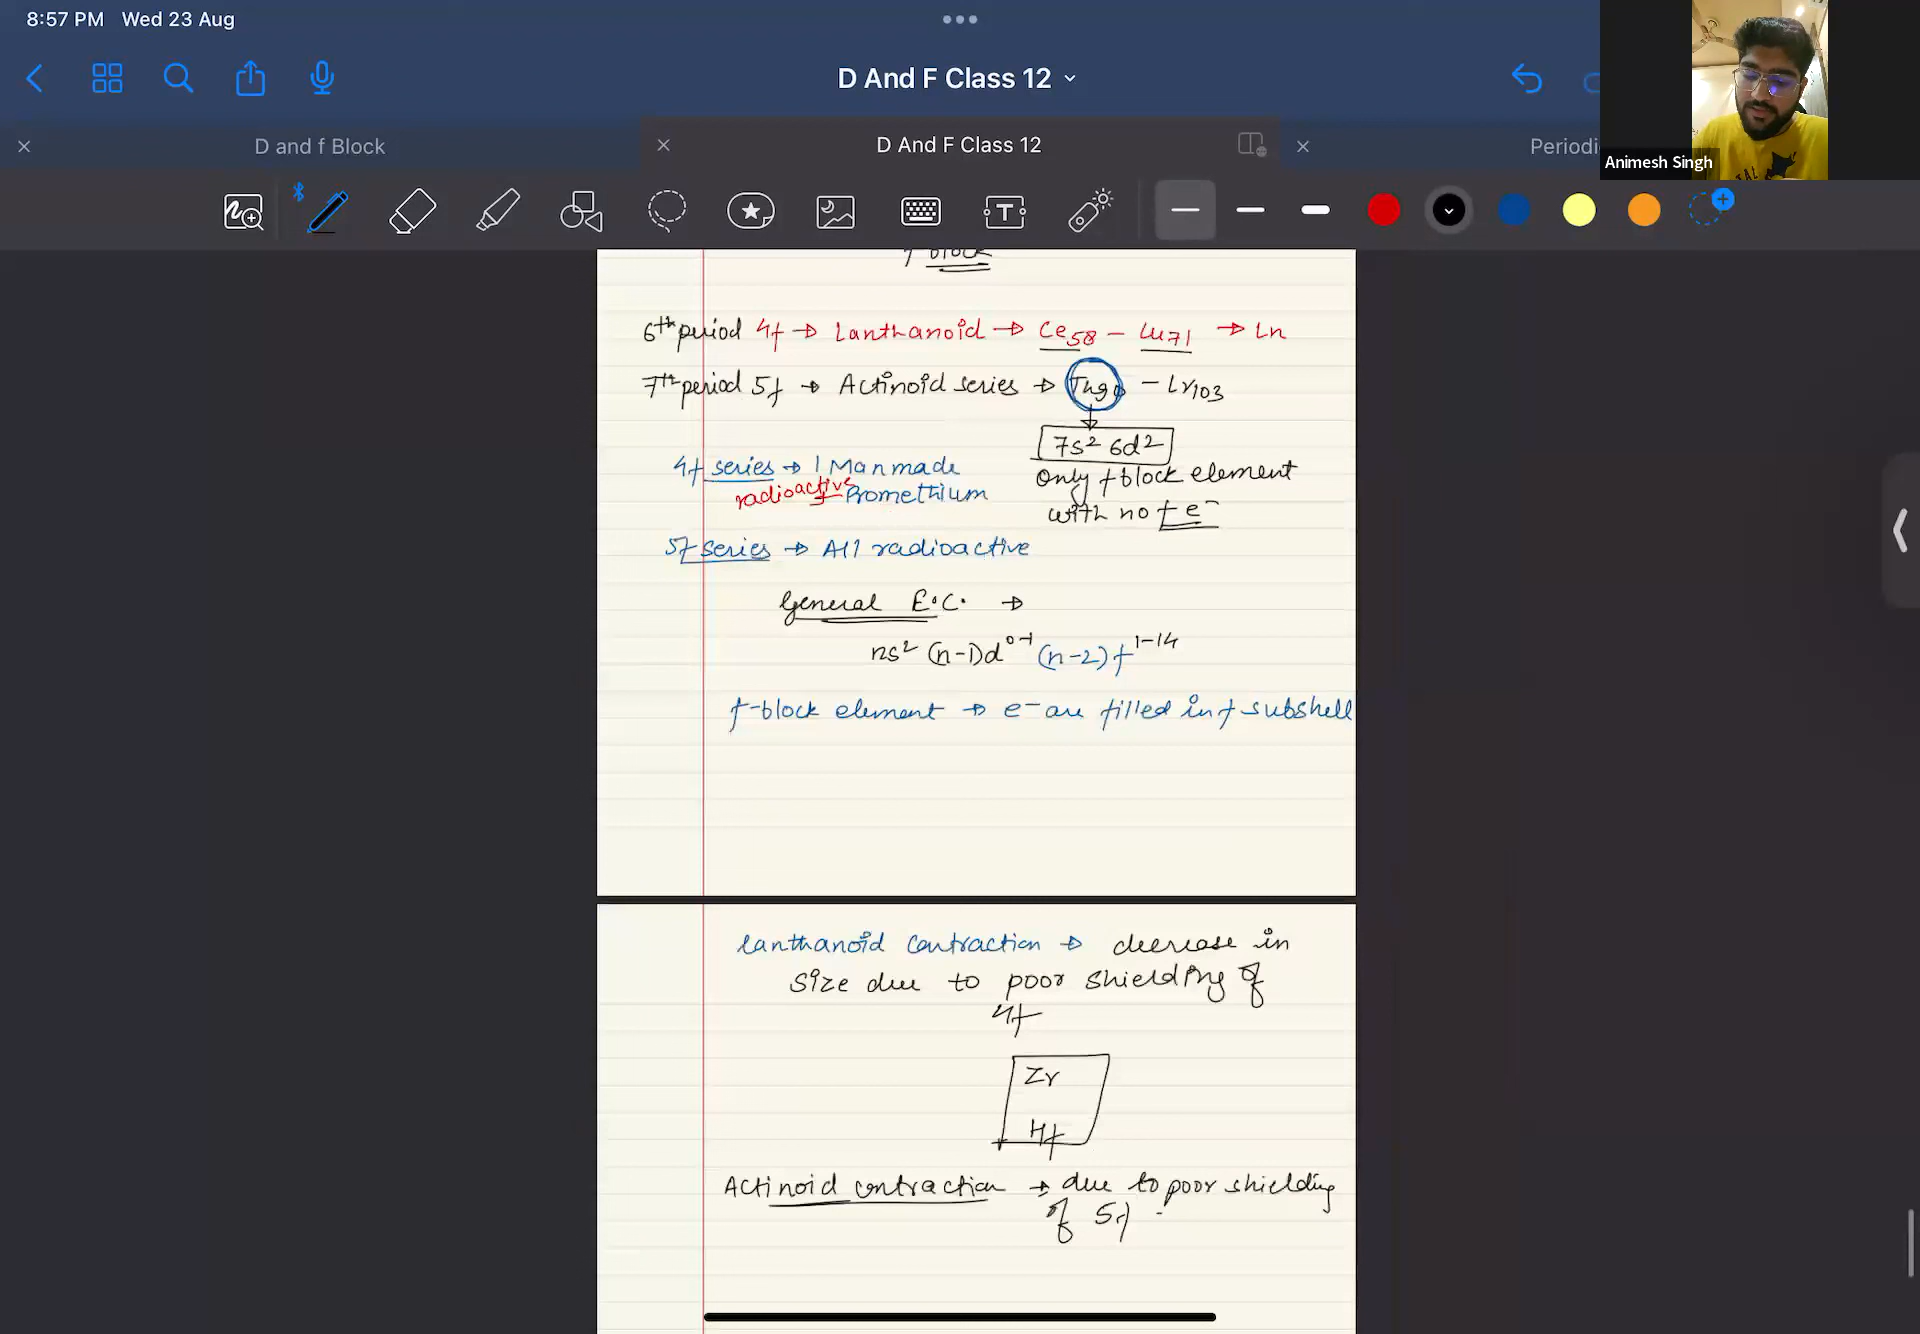 8:57 PM Wed 23 Aug
D And F Class 12
D and f Block
D And F Class 12
Periodi
Animesh Singh
f block
6th period 4f → Lanthanoid → Ce58 – Lu71 → Ln
7th period 5f → Actinoid series → Th90 – Lr103
7s² 6d²
Only f block element
with no f e⁻
4f series → 1 Man made
radioactive Promethium
5f series → All radioactive
General E.C. →
ns² (n-1)d⁰⁻¹ (n-2)f¹⁻¹⁴
f-block element → e⁻ are filled in f subshell
lanthanoid contraction → decrease in
size due to poor shielding of
4f
Zr
Hf
Actinoid contraction → due to poor shielding
of 5f